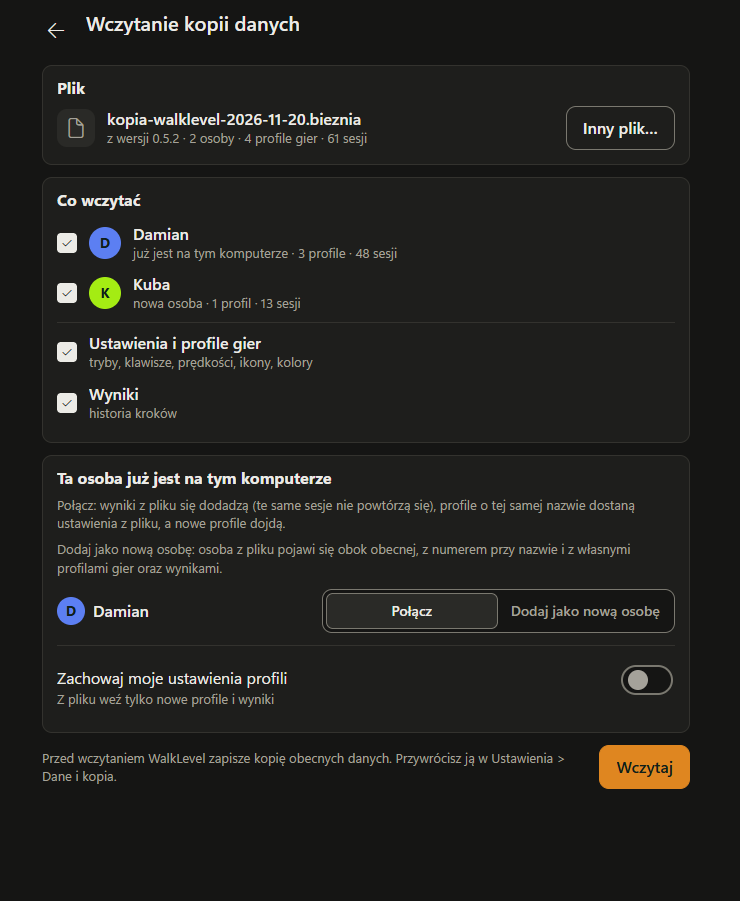 Wczytanie kopii danych
Plik
kopia-walklevel-2026-11-20.bieznia
z wersji 0.5.2 · 2 osoby · 4 profile gier · 61 sesji
Inny plik...
Co wczytać
D
Damian
już jest na tym komputerze · 3 profile · 48 sesji
K
Kuba
nowa osoba · 1 profil · 13 sesji
Ustawienia i profile gier
tryby, klawisze, prędkości, ikony, kolory
Wyniki
historia kroków
Ta osoba już jest na tym komputerze
Połącz: wyniki z pliku się dodadzą (te same sesje nie powtórzą się), profile o tej samej nazwie dostaną
ustawienia z pliku, a nowe profile dojdą.
Dodaj jako nową osobę: osoba z pliku pojawi się obok obecnej, z numerem przy nazwie i z własnymi
profilami gier oraz wynikami.
D
Damian
Połącz
Dodaj jako nową osobę
Zachowaj moje ustawienia profili
Z pliku weź tylko nowe profile i wyniki
Przed wczytaniem WalkLevel zapisze kopię obecnych danych. Przywrócisz ją w Ustawienia >
Dane i kopia.
Wczytaj